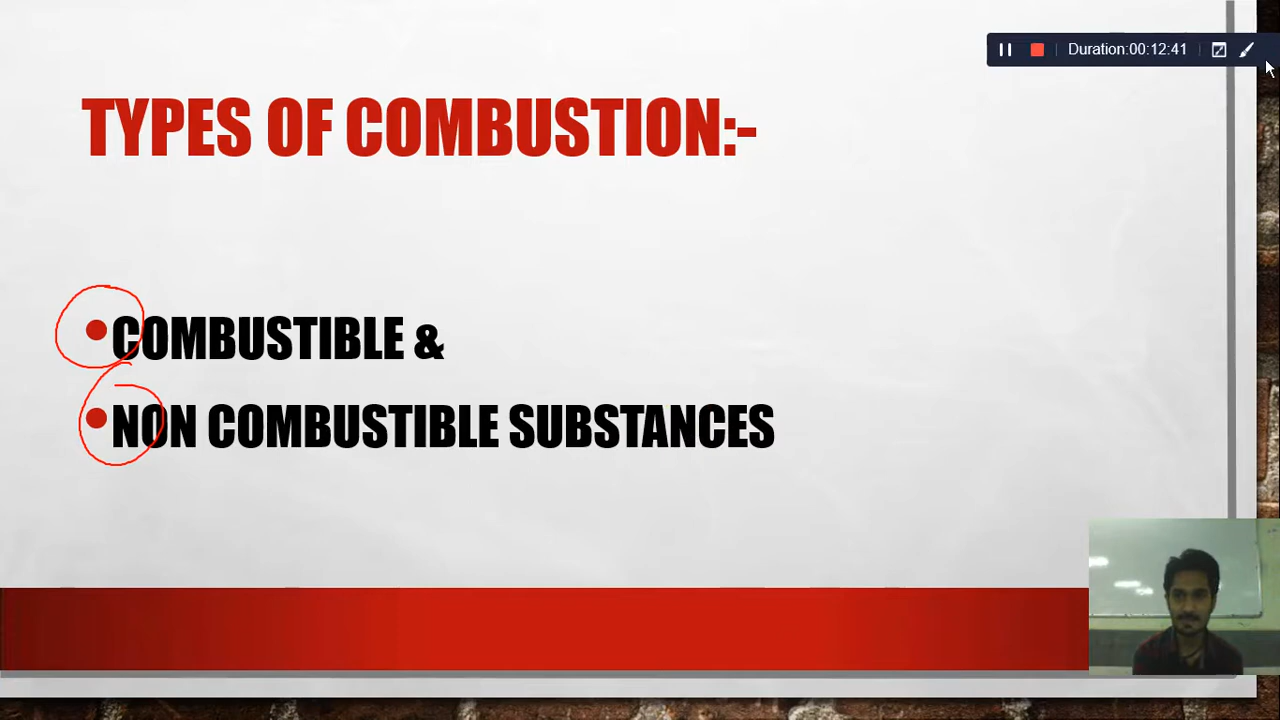 Duration:00:12:41
TYPES OF COMBUSTION:-
•COMBUSTIBLE &
•NON COMBUSTIBLE SUBSTANCES